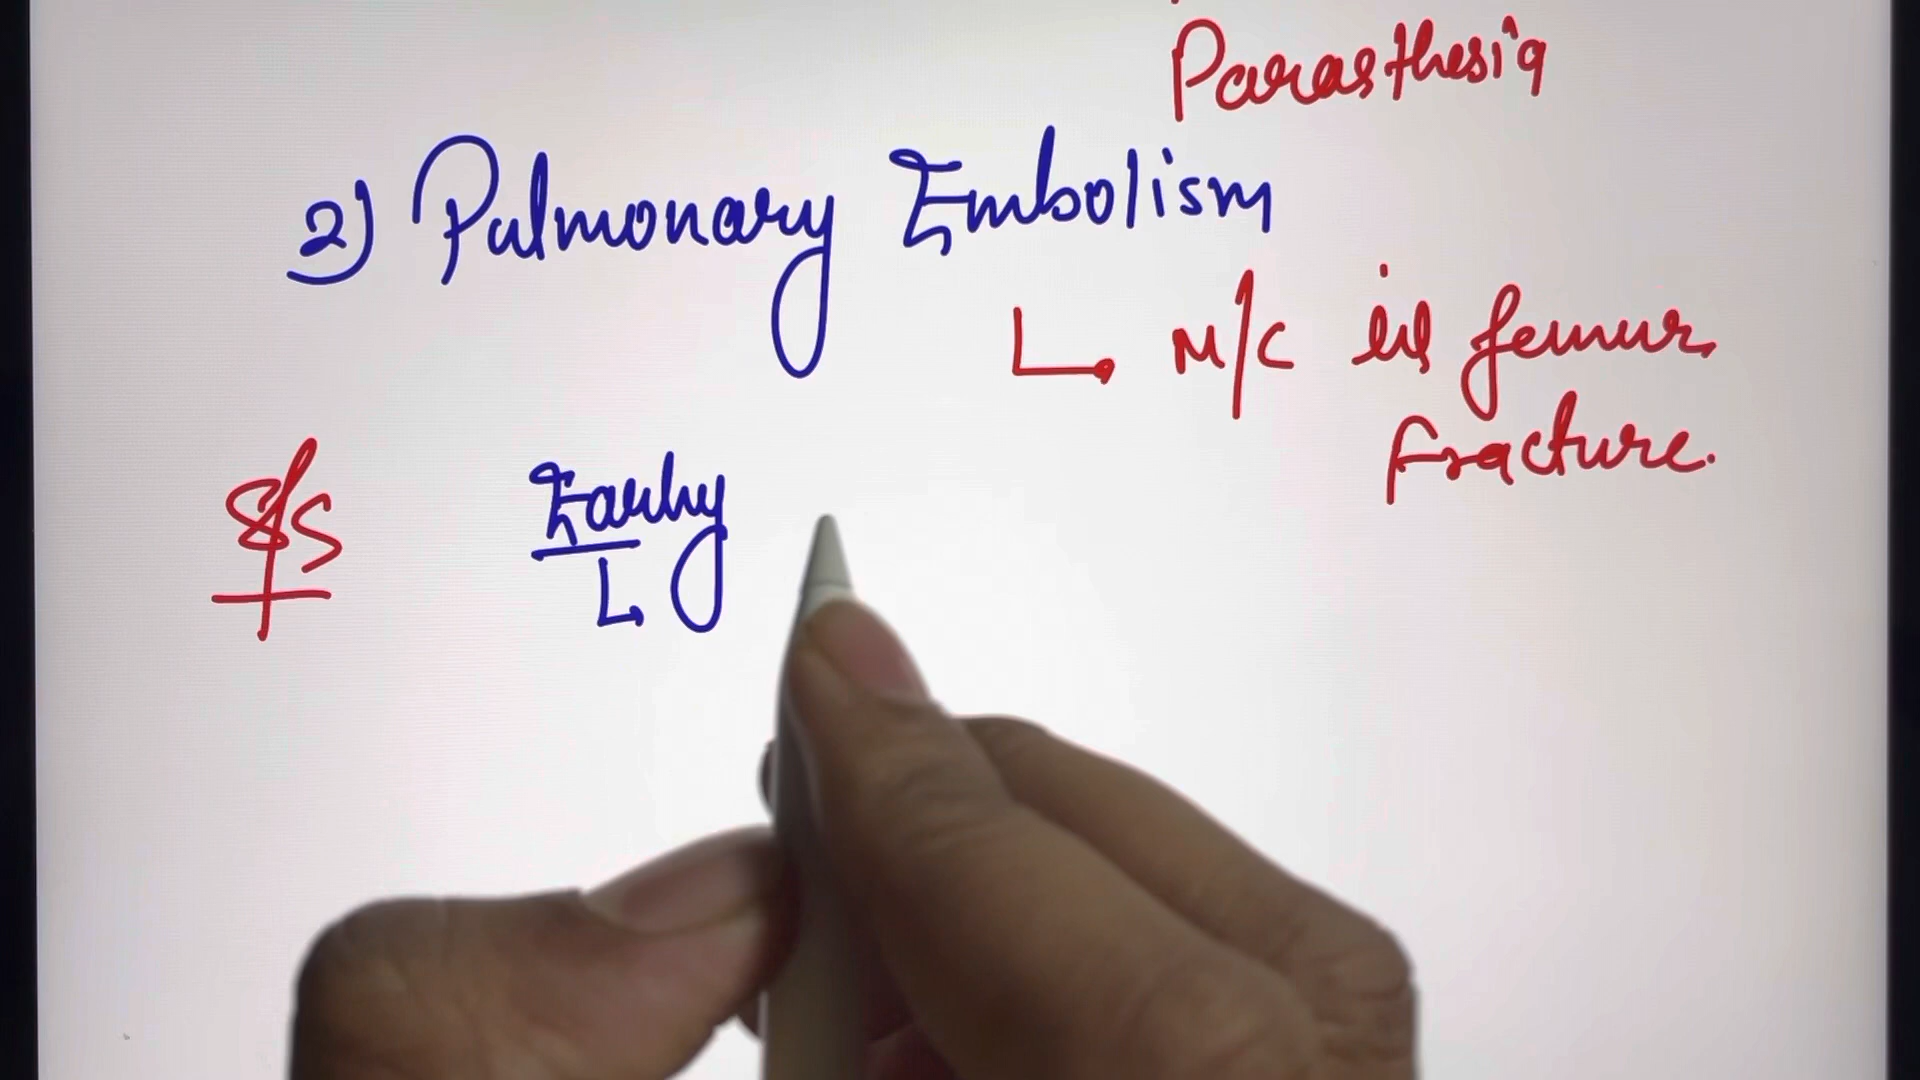 Parasthesia
2) Pulmonary Embolism
M/C in femur
fracture.
S/S Early